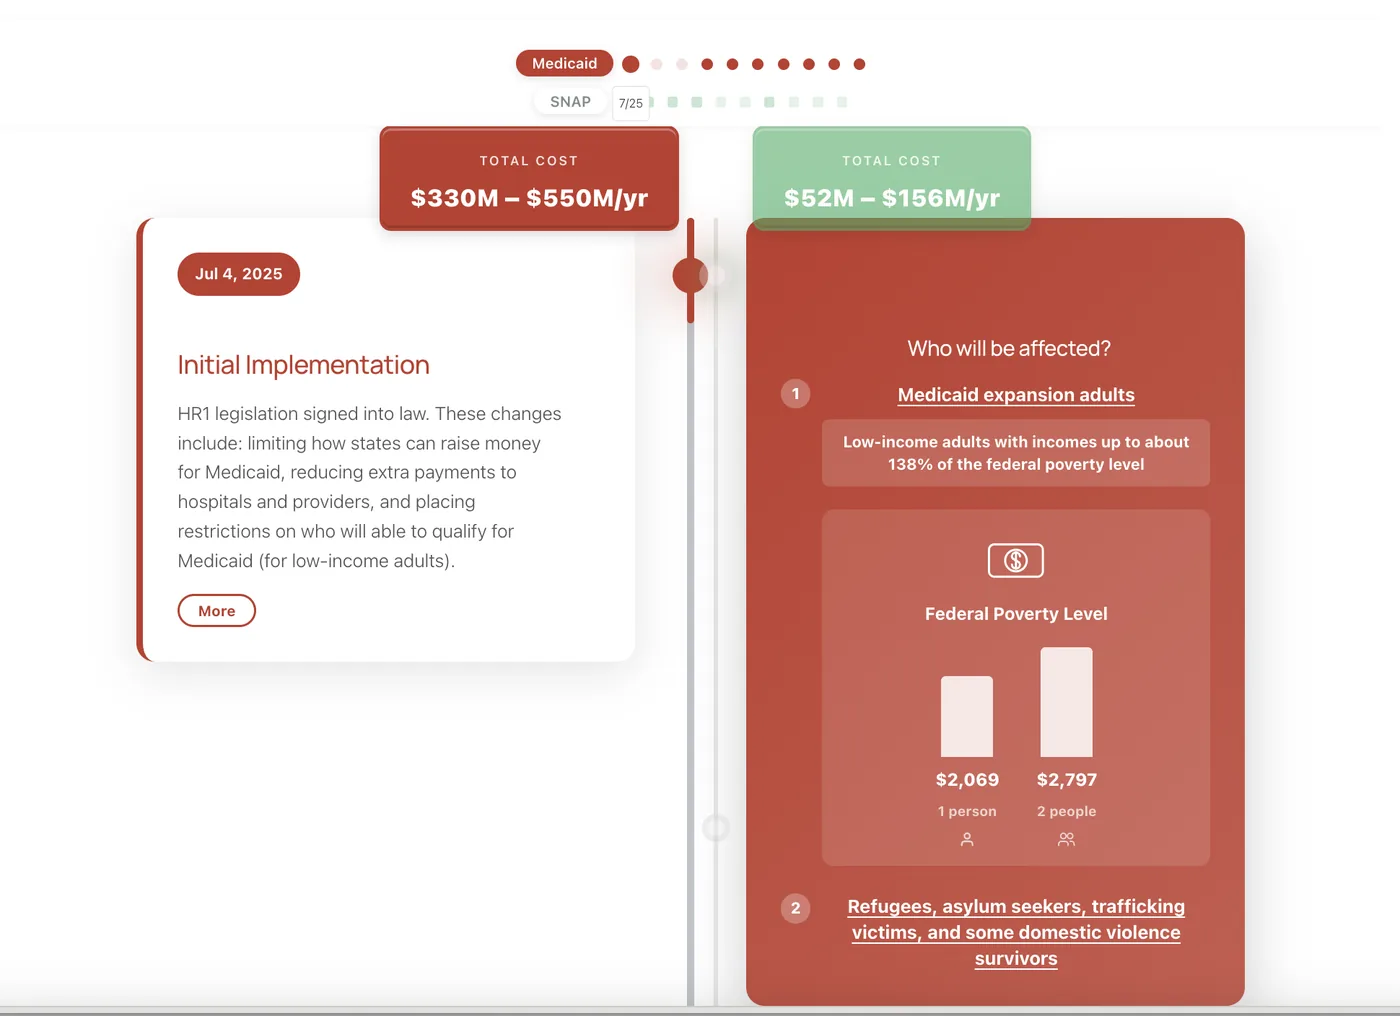 Medicaid
SNAP
7/25
TOTAL COST
$330M – $550M/yr
TOTAL COST
$52M – $156M/yr
Jul 4, 2025
Initial Implementation
HR1 legislation signed into law. These changes
include: limiting how states can raise money
for Medicaid, reducing extra payments to
hospitals and providers, and placing
restrictions on who will able to qualify for
Medicaid (for low-income adults).
More
Who will be affected?
1
Medicaid expansion adults
Low-income adults with incomes up to about
138% of the federal poverty level
Federal Poverty Level
$2,069
$2,797
1 person
2 people
2
Refugees, asylum seekers, trafficking
victims, and some domestic violence
survivors